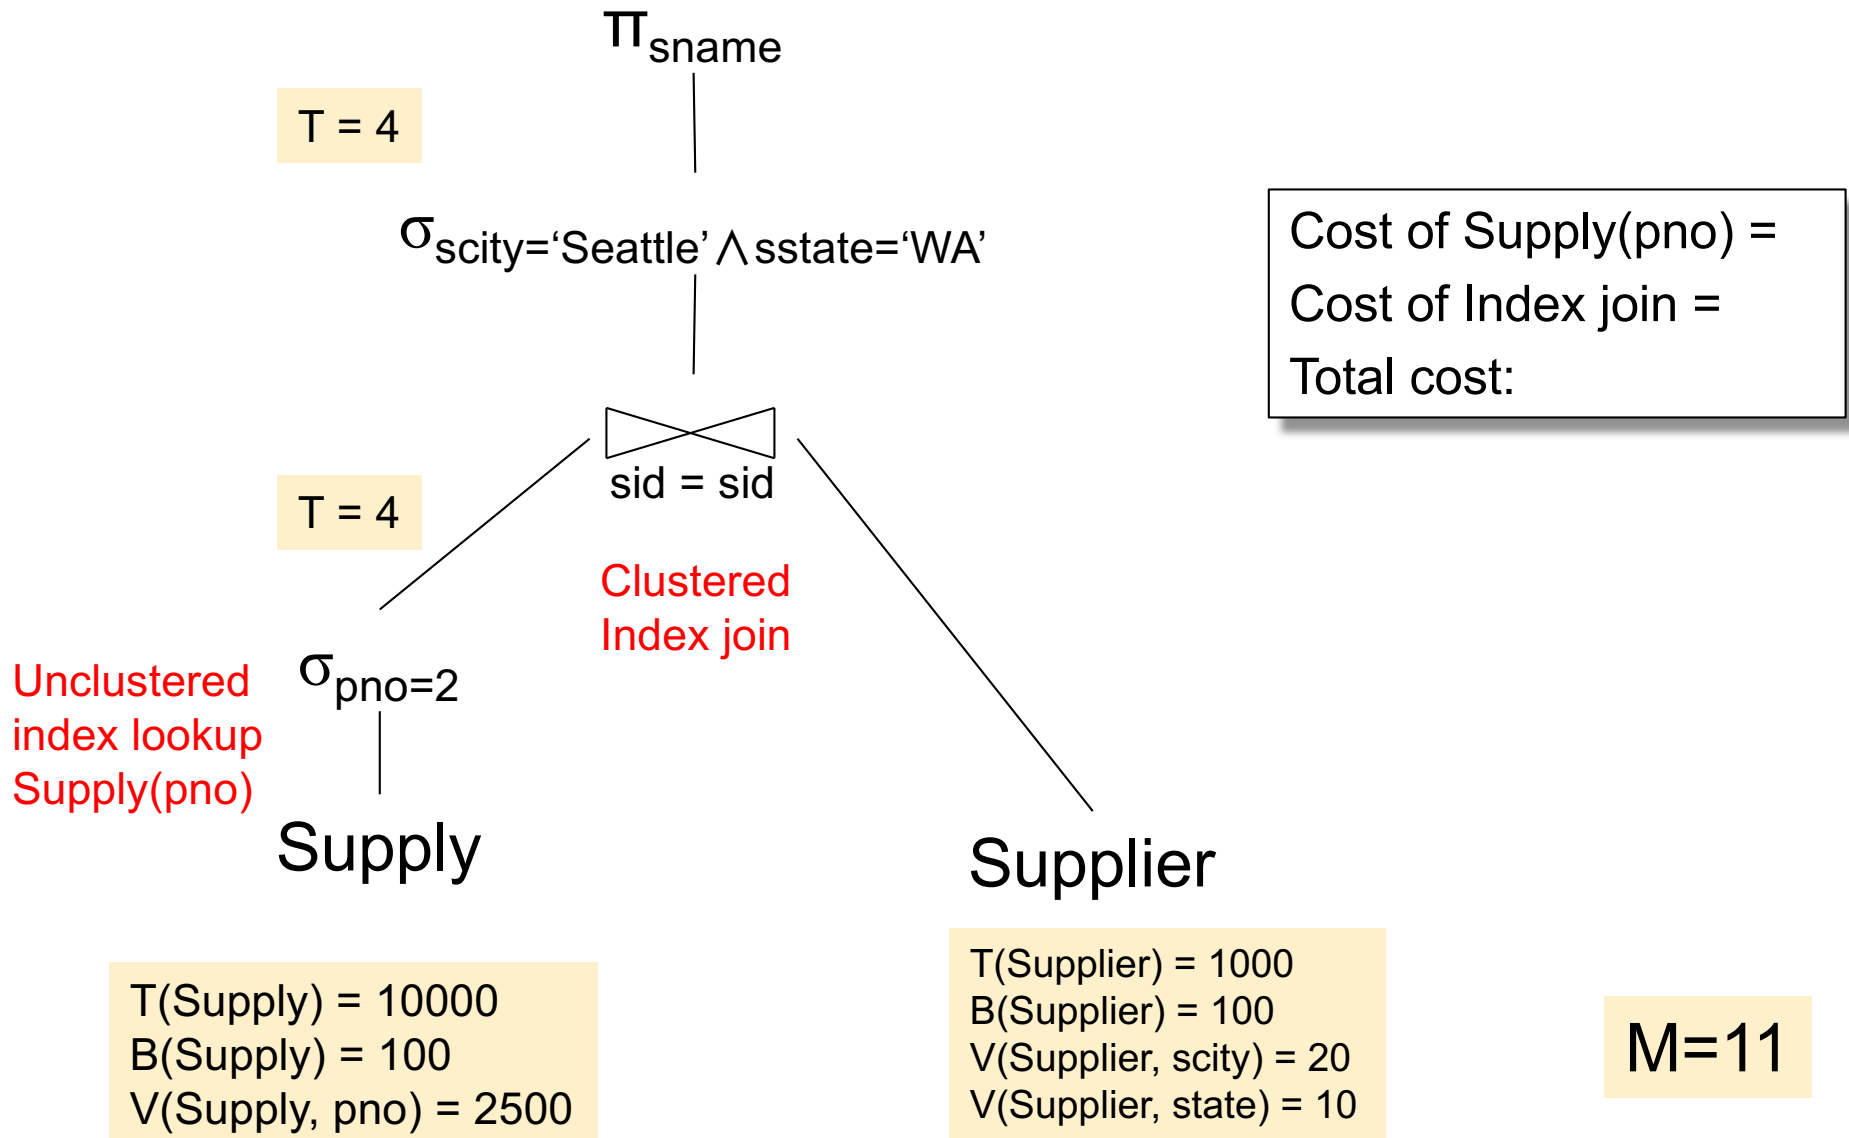 πsname
T = 4
σscity=‘Seattle’ ∧ sstate=‘WA’
Cost of Supply(pno) =
Cost of Index join =
Total cost:
sid = sid
T = 4
Clustered
Index join
Unclustered
index lookup
Supply(pno)
σpno=2
Supply
Supplier
T(Supply) = 10000
B(Supply) = 100
V(Supply, pno) = 2500
T(Supplier) = 1000
B(Supplier) = 100
V(Supplier, scity) = 20
V(Supplier, state) = 10
M=11